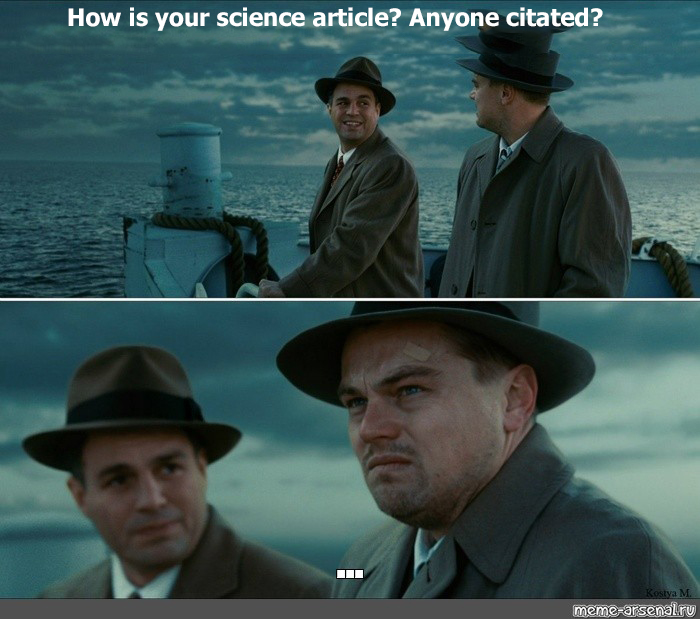 How is your science article? Anyone citated?
...
Kostya M.
meme-arsenal.ru